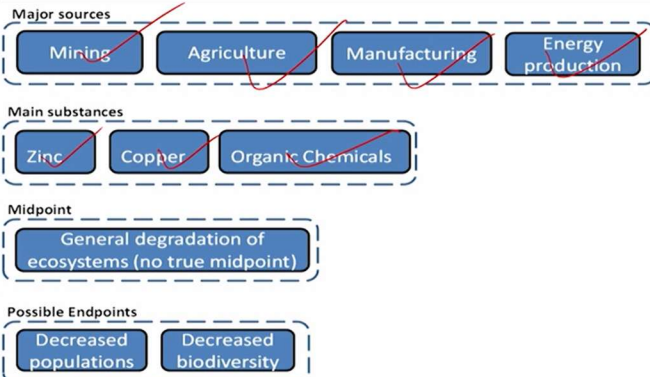 Major sources
Mining Agriculture Manufacturing Energy
production
Main substances
Zinc Copper Organic Chemicals
Midpoint
General degradation of
ecosystems (no true midpoint)
Possible Endpoints
Decreased Decreased
populations biodiversity